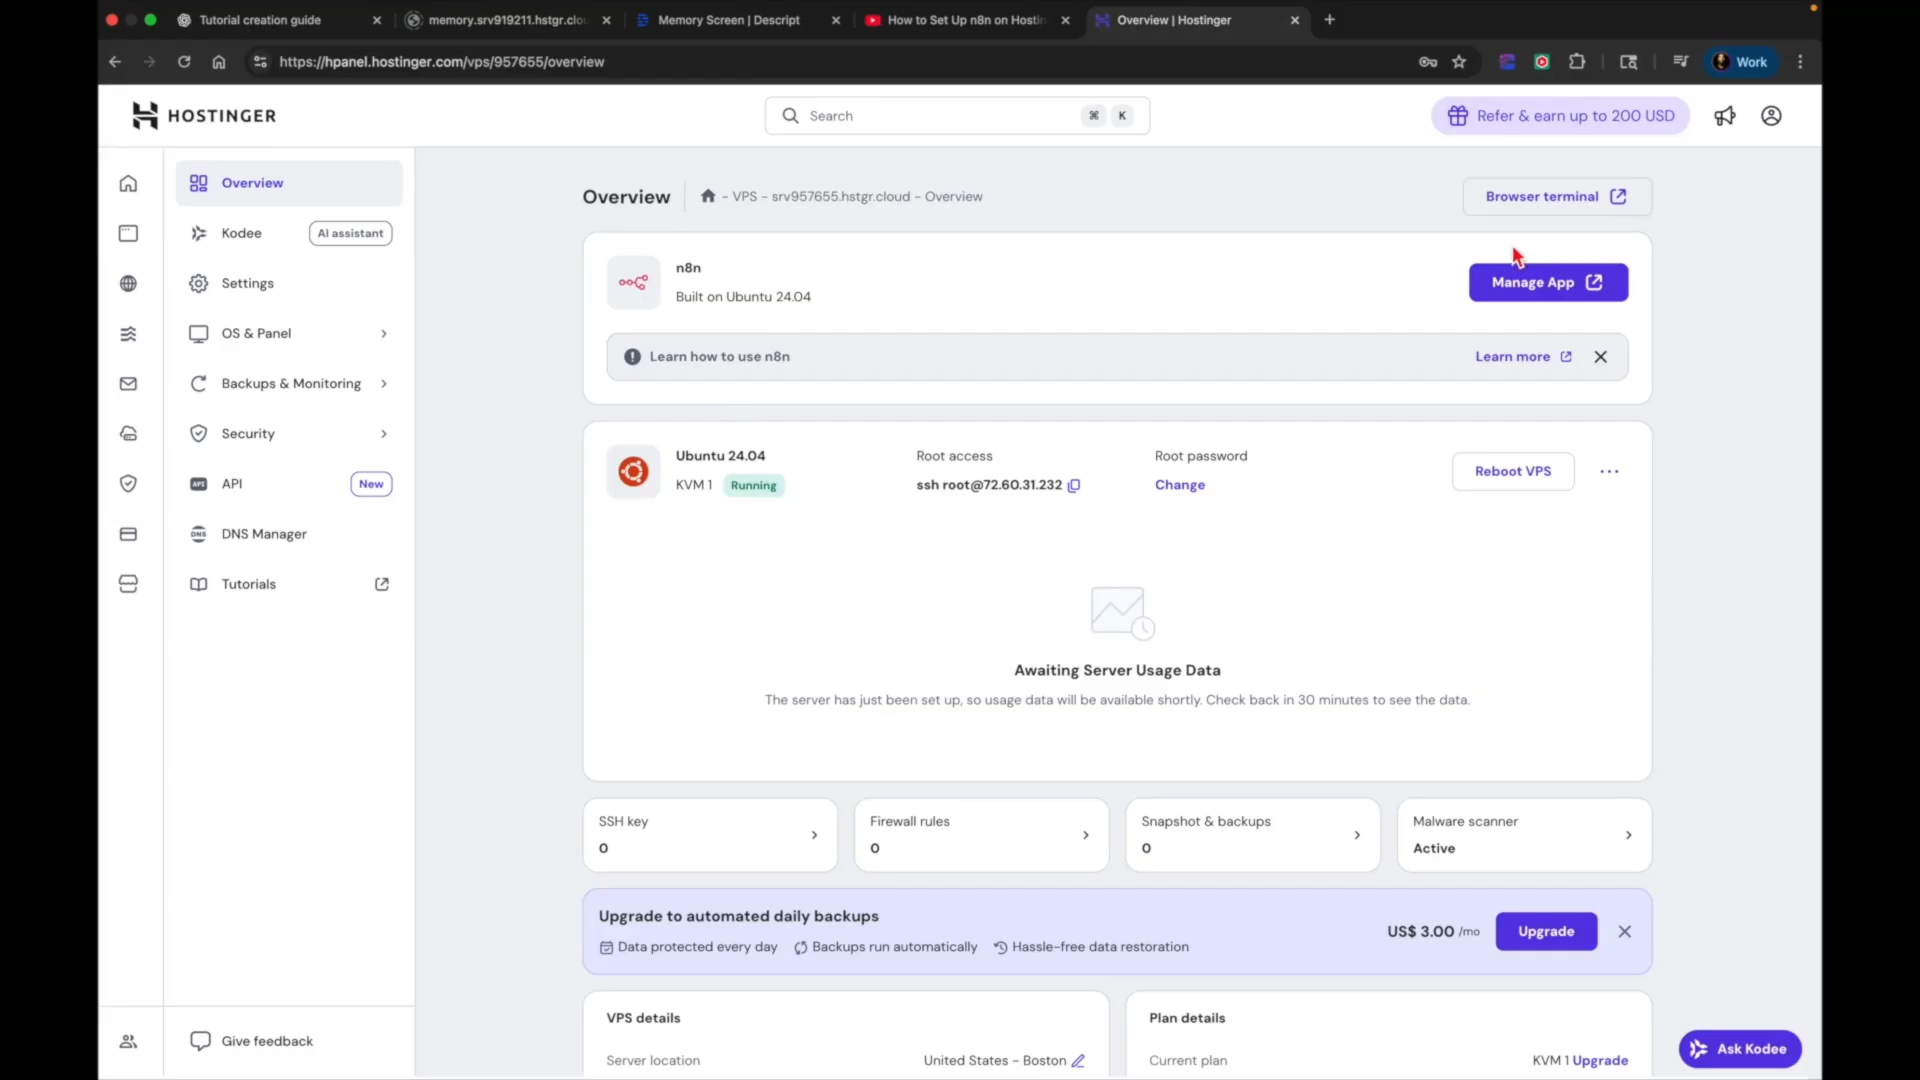 Tutorial creation guide
memory.srv919211.hstgr.clou
Memory Screen | Descript
How to Set Up n8n on Hostin
Overview | Hostinger
https://hpanel.hostinger.com/vps/957655/overview
Work
HOSTINGER
Search
⌘ K
Refer & earn up to 200 USD
Overview
Kodee
AI assistant
Settings
OS & Panel
Backups & Monitoring
Security
API
API
New
DNS
DNS Manager
Tutorials
Give feedback
Overview
- VPS - srv957655.hstgr.cloud - Overview
Browser terminal
n8n
Built on Ubuntu 24.04
Manage App
Learn how to use n8n
Learn more
Ubuntu 24.04
KVM 1
Running
Root access
ssh root@72.60.31.232
Root password
Change
Reboot VPS
Awaiting Server Usage Data
The server has just been set up, so usage data will be available shortly. Check back in 30 minutes to see the data.
SSH key
0
Firewall rules
0
Snapshot & backups
0
Malware scanner
Active
Upgrade to automated daily backups
Data protected every day
Backups run automatically
Hassle-free data restoration
US$ 3.00 /mo
Upgrade
VPS details
Server location
United States - Boston
Plan details
Current plan
KVM 1 Upgrade
Ask Kodee